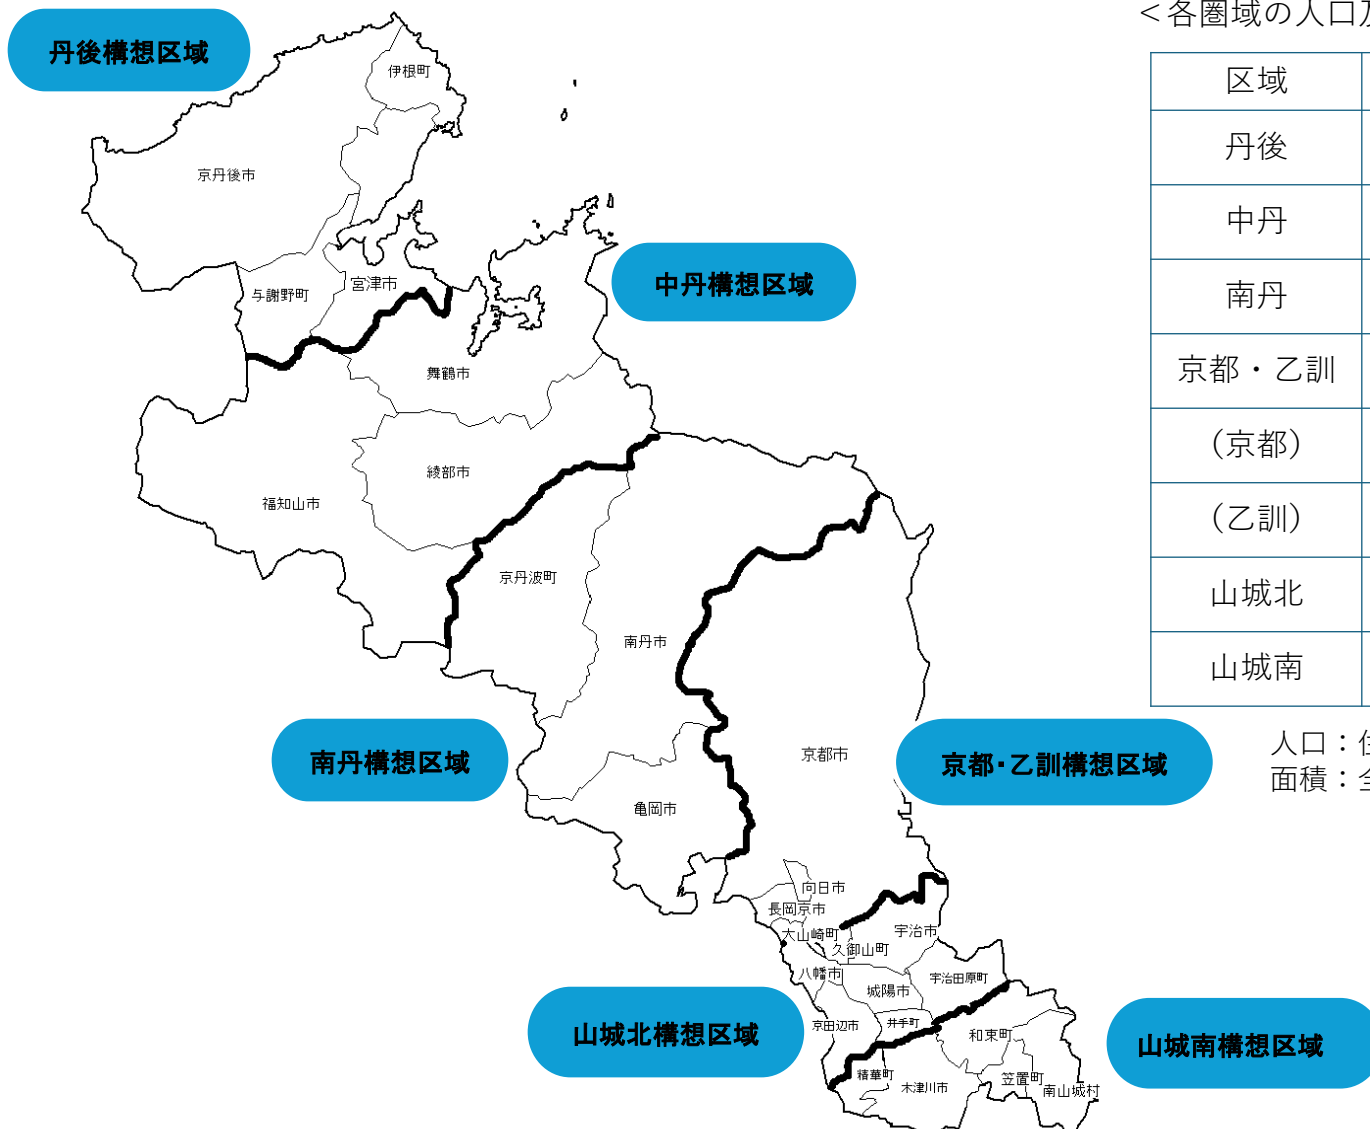 丹後構想区域
伊根町
京丹後市
与謝野町
宮津市
中丹構想区域
舞鶴市
綾部市
福知山市
京丹波町
南丹市
南丹構想区域
亀岡市
京都市
京都・乙訓構想区域
向日市
長岡京市
大山崎町
久御山町
宇治市
八幡市
城陽市
宇治田原町
京田辺市
井手町
山城北構想区域
和束町
精華町
木津川市
笠置町
南山城村
山城南構想区域
＜各圏域の人口及
区域
丹後
中丹
南丹
京都・乙訓
（京都）
（乙訓）
山城北
山城南
人口：住
面積：全